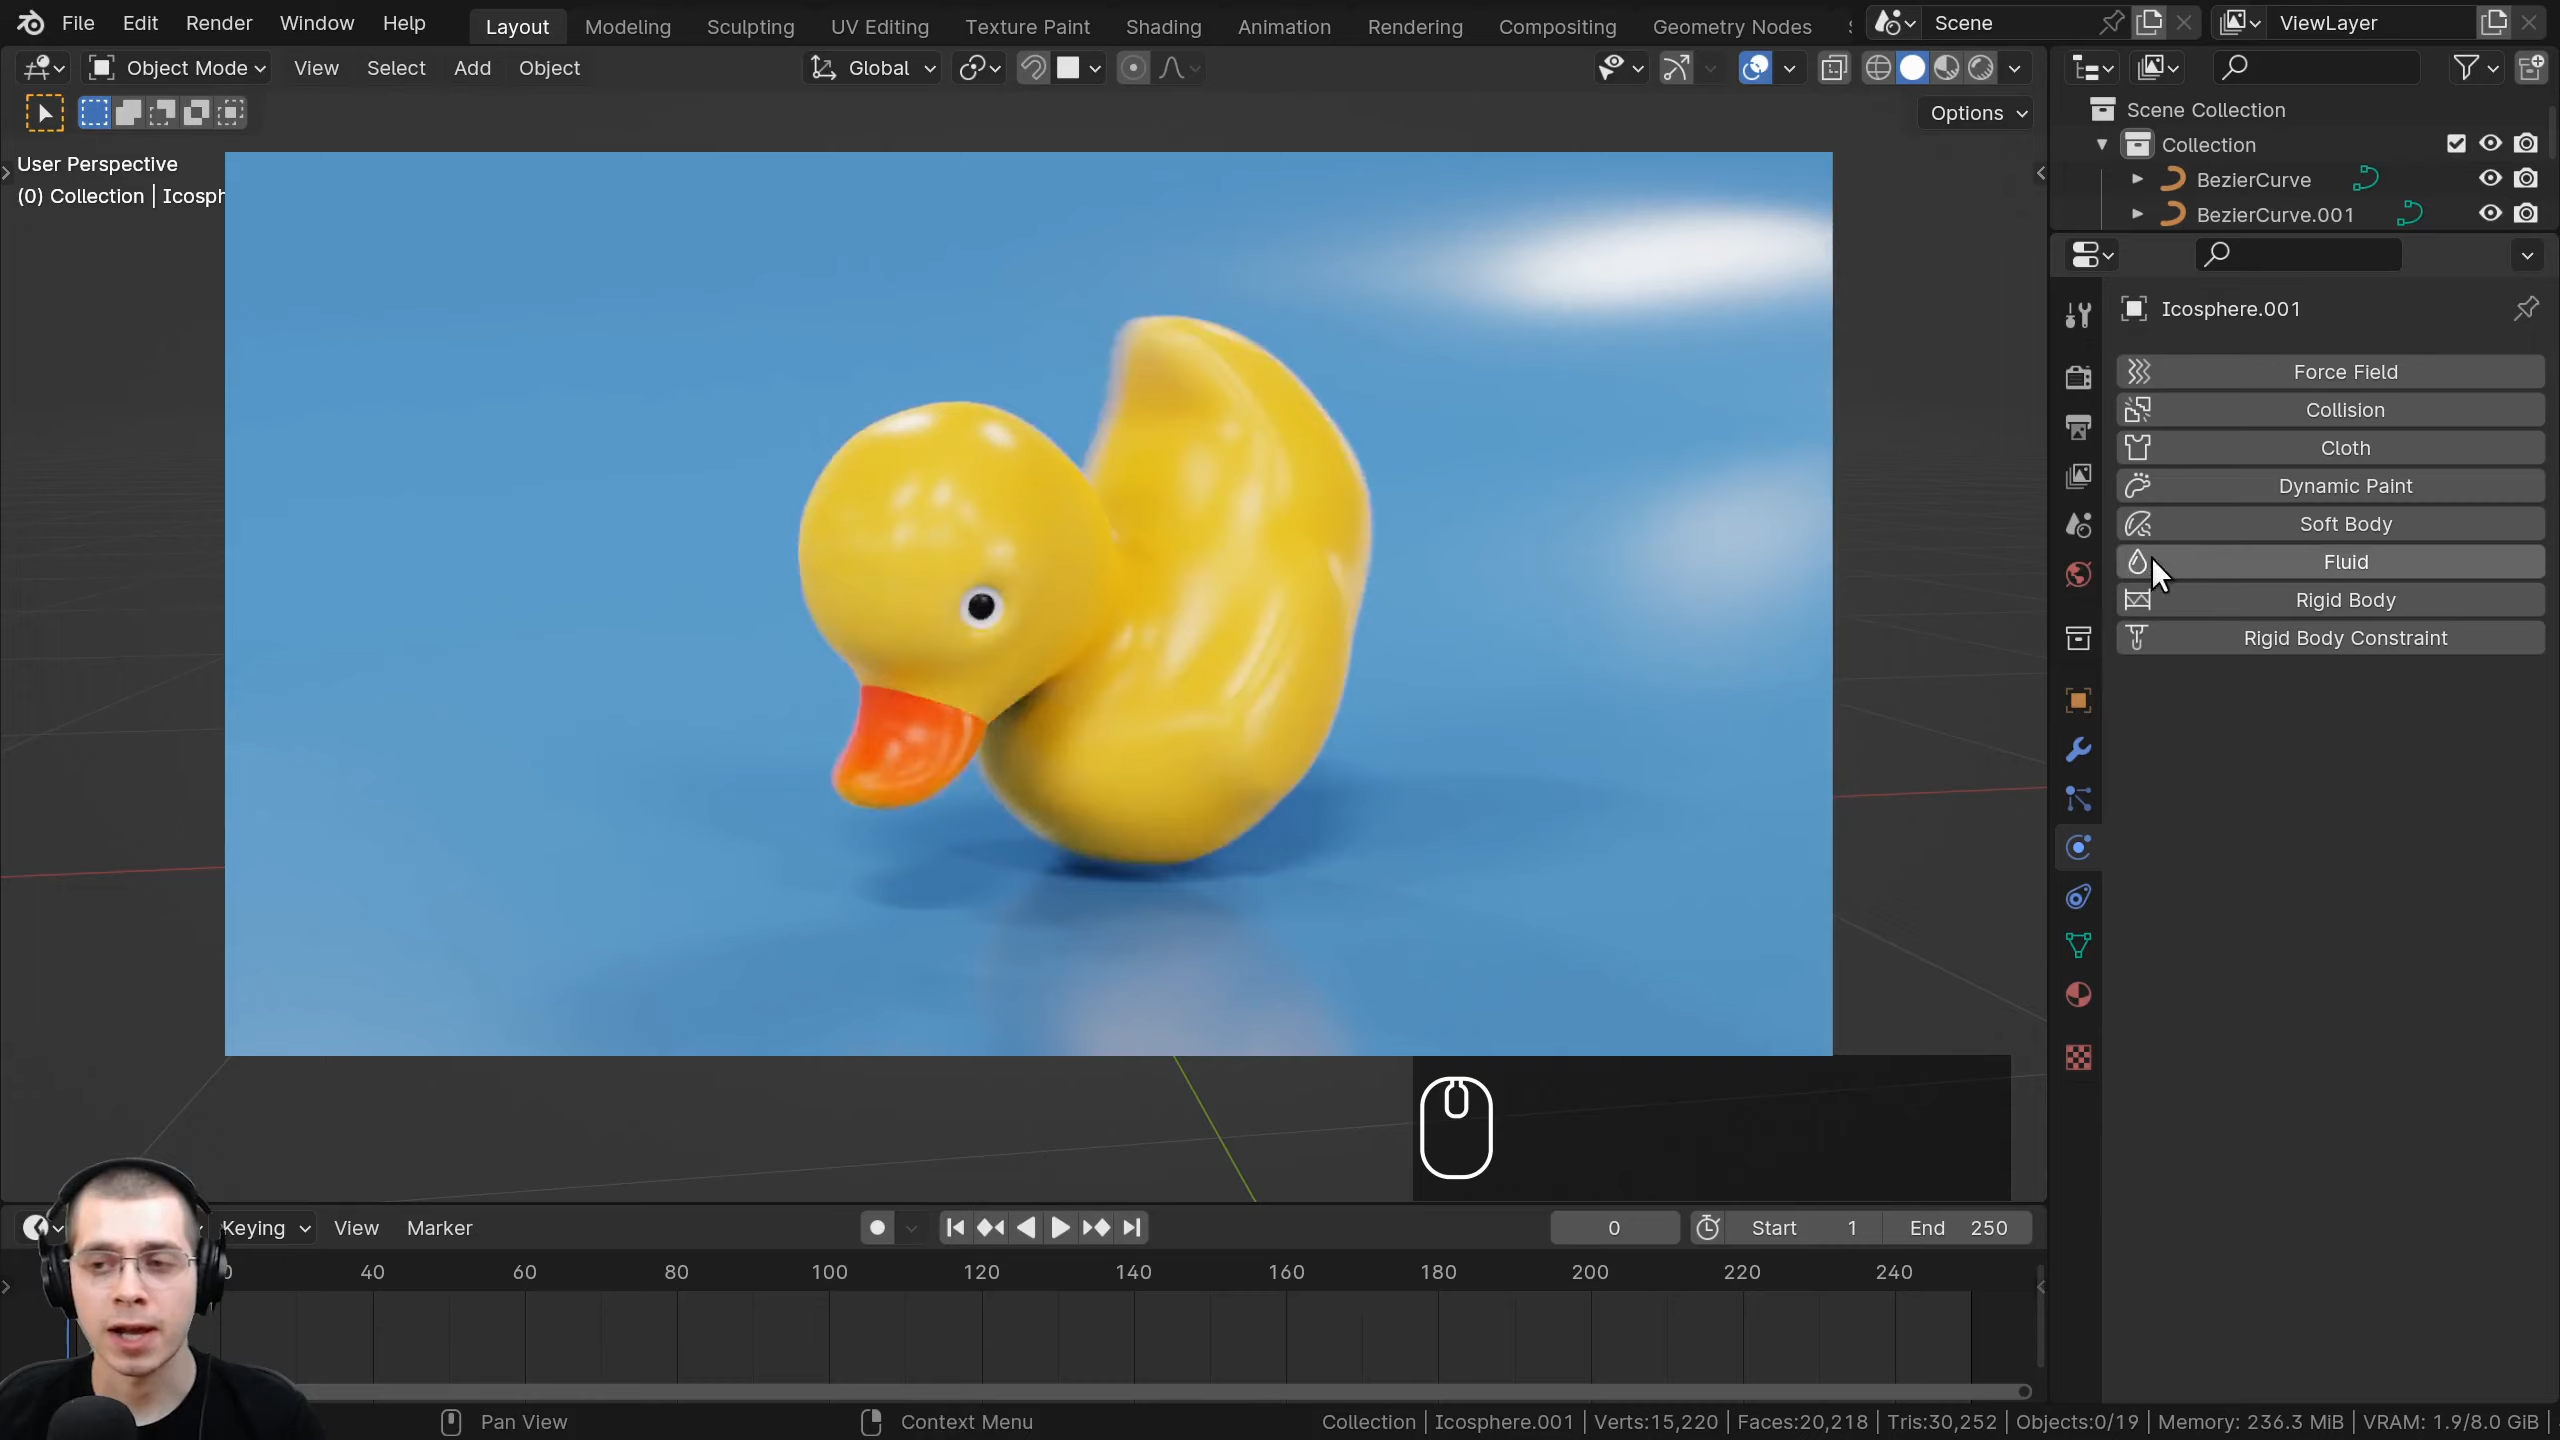 File Edit Render Window Help Layout Modeling Sculpting UV Editing Texture Paint Shading Animation Rendering Compositing Geometry Nodes Scene ViewLayer
Object Mode View Select Add Object Global
Options
User Perspective
(0) Collection | Icosph
Scene Collection
Collection
BezierCurve
BezierCurve.001
Icosphere.001
Force Field
Collision
Cloth
Dynamic Paint
Soft Body
Fluid
Rigid Body
Rigid Body Constraint
Keying View Marker 0 Start 1 End 250
40 60 80 100 120 140 160 180 200 220 240
Pan View Context Menu Collection | Icosphere.001 | Verts:15,220 | Faces:20,218 | Tris:30,252 | Objects:0/19 | Memory: 236.3 MiB | VRAM: 1.9/8.0 GiB |